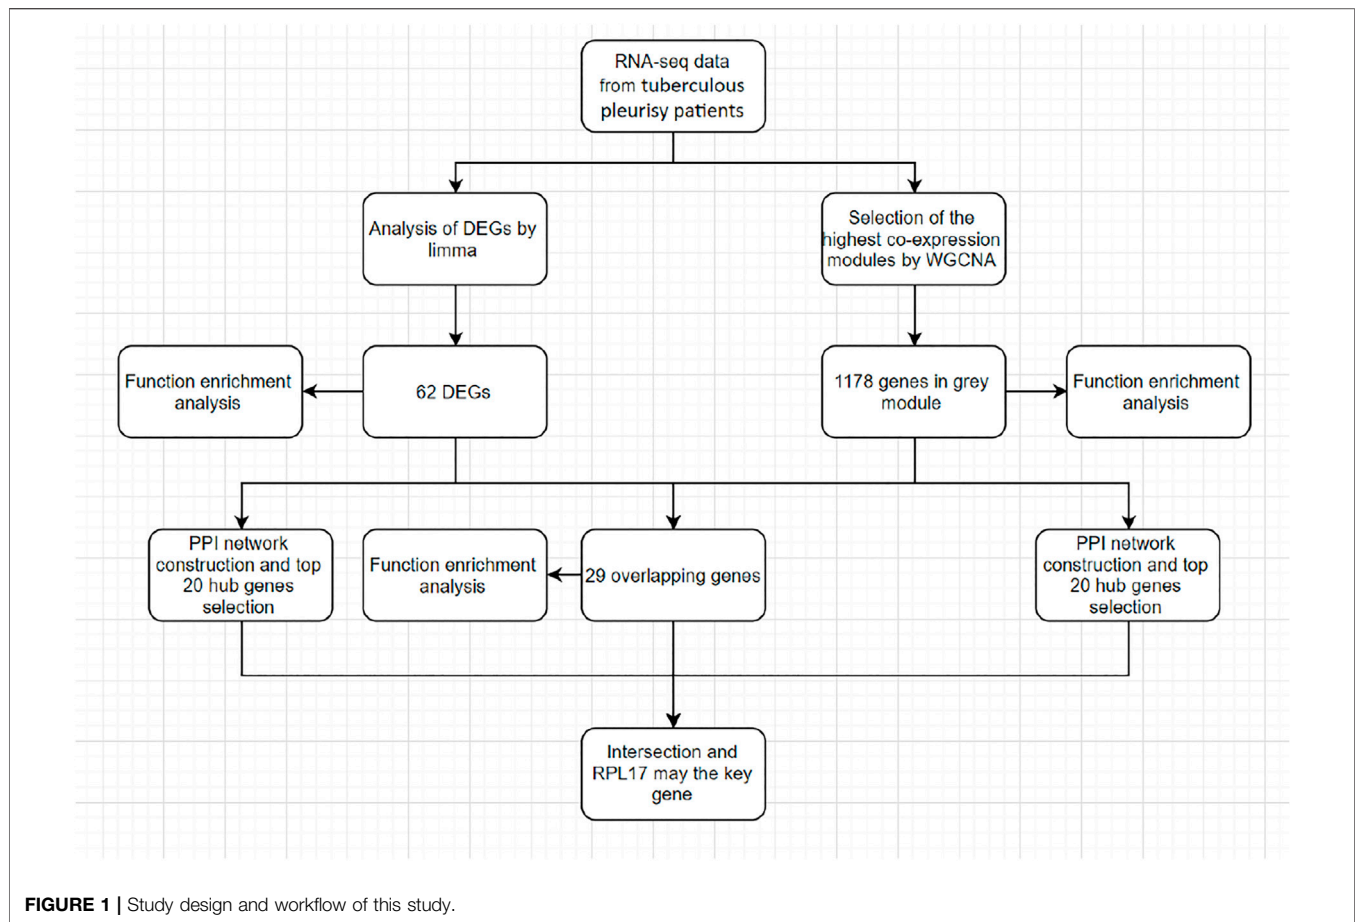 RNA-seq data
from tuberculous
pleurisy patients
Analysis of DEGs by
limma
Selection of the
highest co-expression
modules by WGCNA
Function enrichment
analysis
62 DEGs
1178 genes in grey
module
Function enrichment
analysis
PPI network
construction and top
20 hub genes
selection
Function enrichment
analysis
29 overlapping genes
PPI network
construction and top
20 hub genes
selection
Intersection and
RPL17 may the key
gene
FIGURE 1 | Study design and workflow of this study.